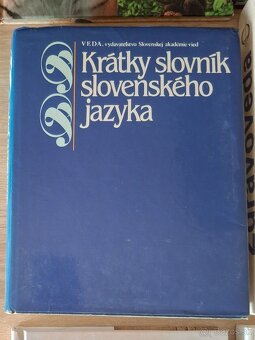 VEDA, vydavateľstvo Slovenskej akadémie vied
Krátky slovník
slovenského
jazyka